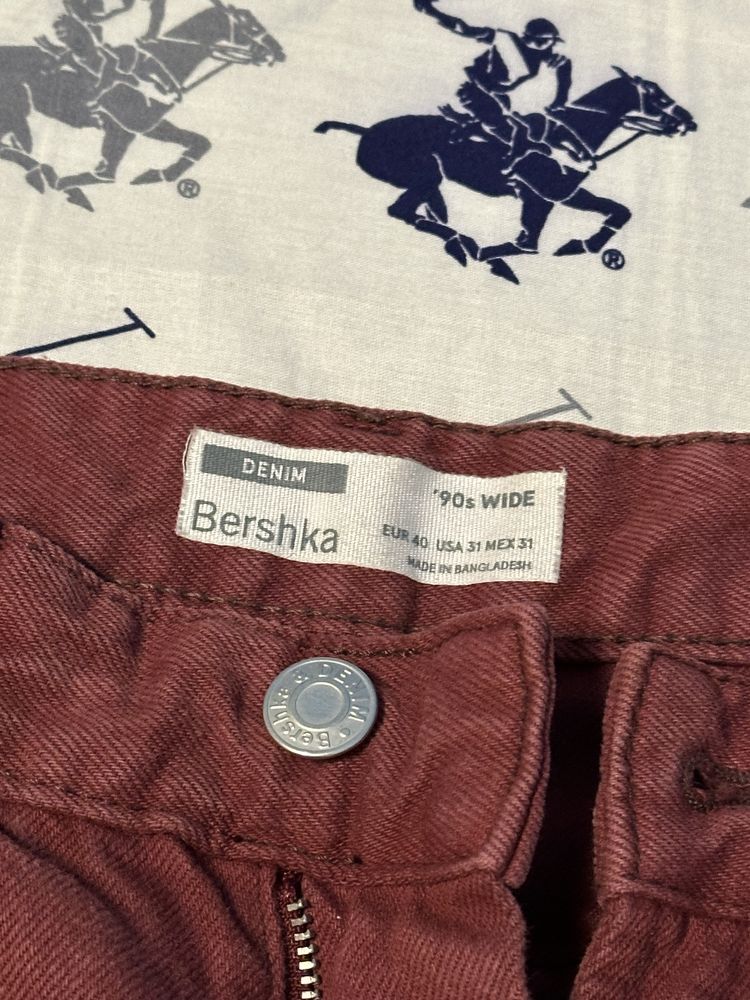 ®
®
DENIM
Bershka
'90s WIDE
EUR 40 USA 31 MEX 31
MADE IN BANGLADESH
Bershka & DENIM